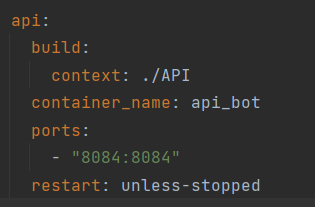 api:
  build:
    context: ./API
  container_name: api_bot
  ports:
    - "8084:8084"
  restart: unless-stopped